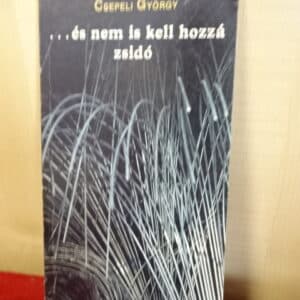 CSEPELI GYÖRGY
...és nem is kell hozzá
zsidó